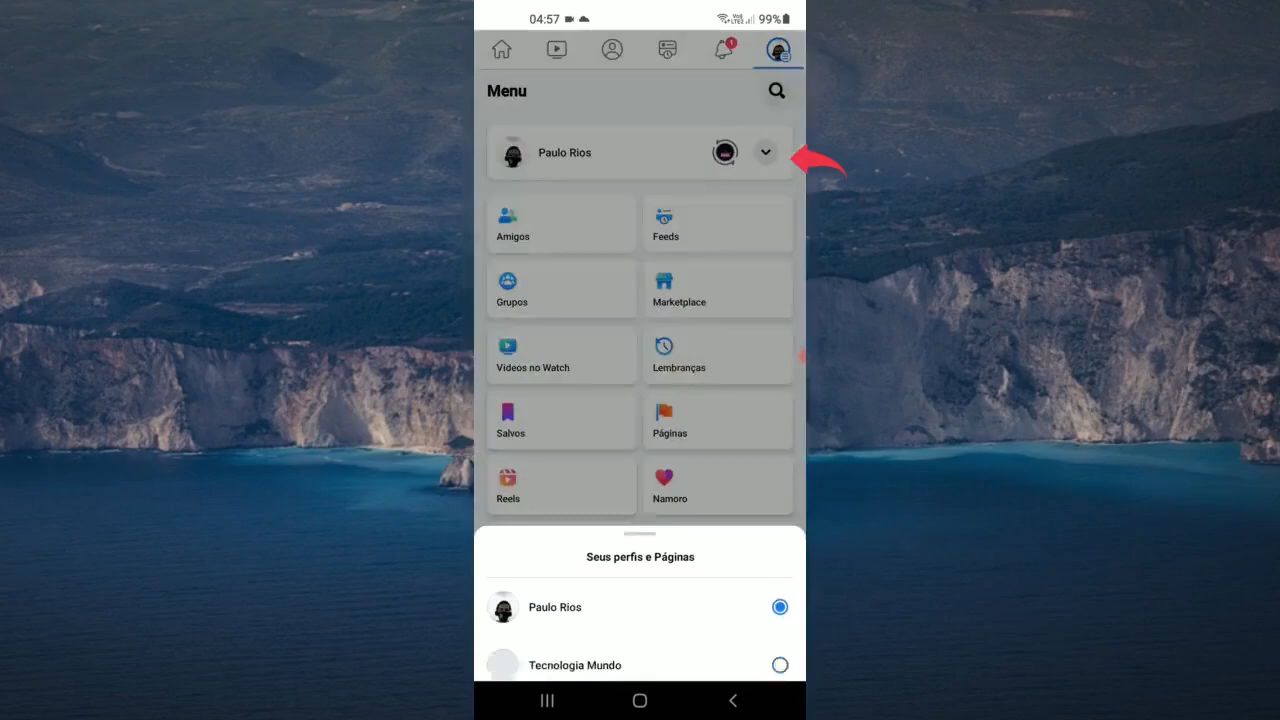 04:57
99%
1
Menu
Paulo Rios
Amigos
Feeds
Grupos
Marketplace
Vídeos no Watch
Lembranças
Salvos
Páginas
Reels
Namoro
Seus perfis e Páginas
Paulo Rios
Tecnologia Mundo